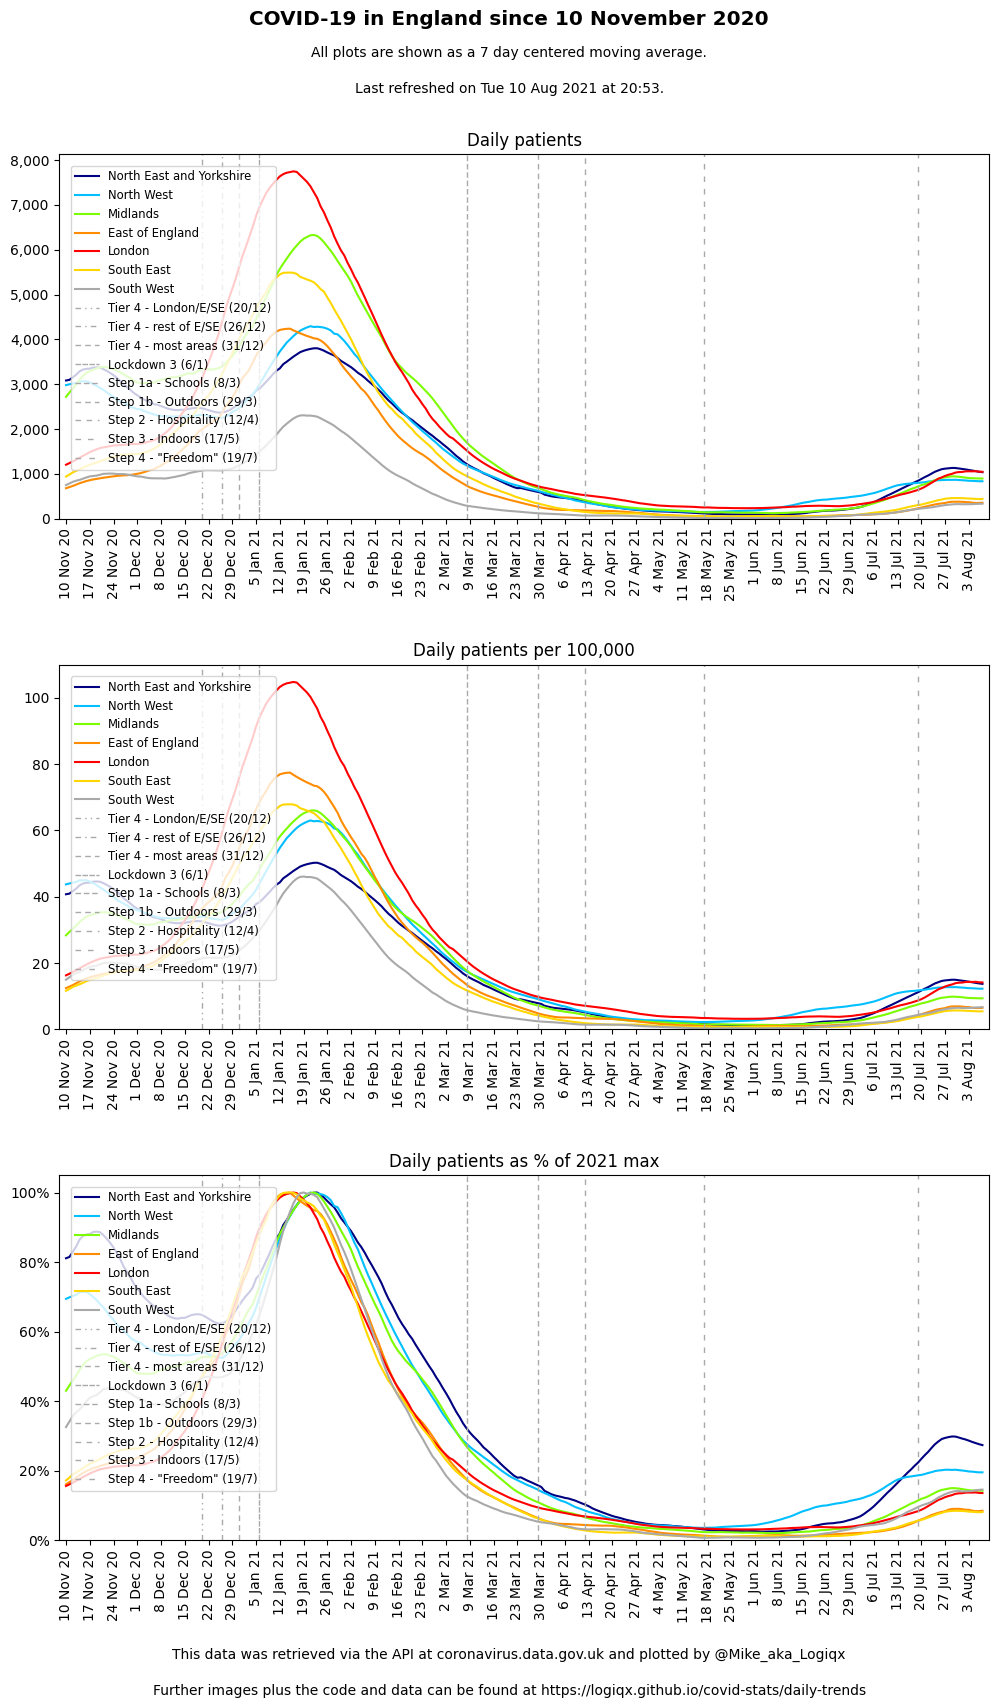 COVID-19 in England since 10 November 2020
All plots are shown as a 7 day centered moving average.
Last refreshed on Tue 10 Aug 2021 at 20:53.
Daily patients
8,000
7,000
6,000
5,000
4,000
3,000
2,000
1,000
0
North East and Yorkshire
North West
Midlands
East of England
London
South East
South West
Tier 4 - London/E/SE (20/12)
Tier 4 - rest of E/SE (26/12)
Tier 4 - most areas (31/12)
Lockdown 3 (6/1)
Step 1a - Schools (8/3)
Step 1b - Outdoors (29/3)
Step 2 - Hospitality (12/4)
Step 3 - Indoors (17/5)
Step 4 - "Freedom" (19/7)
10 Nov 20
17 Nov 20
24 Nov 20
1 Dec 20
8 Dec 20
15 Dec 20
22 Dec 20
29 Dec 20
5 Jan 21
12 Jan 21
19 Jan 21
26 Jan 21
2 Feb 21
9 Feb 21
16 Feb 21
23 Feb 21
2 Mar 21
9 Mar 21
16 Mar 21
23 Mar 21
30 Mar 21
6 Apr 21
13 Apr 21
20 Apr 21
27 Apr 21
4 May 21
11 May 21
18 May 21
25 May 21
1 Jun 21
8 Jun 21
15 Jun 21
22 Jun 21
29 Jun 21
6 Jul 21
13 Jul 21
20 Jul 21
27 Jul 21
3 Aug 21
Daily patients per 100,000
100
80
60
40
20
0
North East and Yorkshire
North West
Midlands
East of England
London
South East
South West
Tier 4 - London/E/SE (20/12)
Tier 4 - rest of E/SE (26/12)
Tier 4 - most areas (31/12)
Lockdown 3 (6/1)
Step 1a - Schools (8/3)
Step 1b - Outdoors (29/3)
Step 2 - Hospitality (12/4)
Step 3 - Indoors (17/5)
Step 4 - "Freedom" (19/7)
10 Nov 20
17 Nov 20
24 Nov 20
1 Dec 20
8 Dec 20
15 Dec 20
22 Dec 20
29 Dec 20
5 Jan 21
12 Jan 21
19 Jan 21
26 Jan 21
2 Feb 21
9 Feb 21
16 Feb 21
23 Feb 21
2 Mar 21
9 Mar 21
16 Mar 21
23 Mar 21
30 Mar 21
6 Apr 21
13 Apr 21
20 Apr 21
27 Apr 21
4 May 21
11 May 21
18 May 21
25 May 21
1 Jun 21
8 Jun 21
15 Jun 21
22 Jun 21
29 Jun 21
6 Jul 21
13 Jul 21
20 Jul 21
27 Jul 21
3 Aug 21
Daily patients as % of 2021 max
100%
80%
60%
40%
20%
0%
North East and Yorkshire
North West
Midlands
East of England
London
South East
South West
Tier 4 - London/E/SE (20/12)
Tier 4 - rest of E/SE (26/12)
Tier 4 - most areas (31/12)
Lockdown 3 (6/1)
Step 1a - Schools (8/3)
Step 1b - Outdoors (29/3)
Step 2 - Hospitality (12/4)
Step 3 - Indoors (17/5)
Step 4 - "Freedom" (19/7)
10 Nov 20
17 Nov 20
24 Nov 20
1 Dec 20
8 Dec 20
15 Dec 20
22 Dec 20
29 Dec 20
5 Jan 21
12 Jan 21
19 Jan 21
26 Jan 21
2 Feb 21
9 Feb 21
16 Feb 21
23 Feb 21
2 Mar 21
9 Mar 21
16 Mar 21
23 Mar 21
30 Mar 21
6 Apr 21
13 Apr 21
20 Apr 21
27 Apr 21
4 May 21
11 May 21
18 May 21
25 May 21
1 Jun 21
8 Jun 21
15 Jun 21
22 Jun 21
29 Jun 21
6 Jul 21
13 Jul 21
20 Jul 21
27 Jul 21
3 Aug 21
This data was retrieved via the API at coronavirus.data.gov.uk and plotted by @Mike_aka_Logiqx
Further images plus the code and data can be found at https://logiqx.github.io/covid-stats/daily-trends